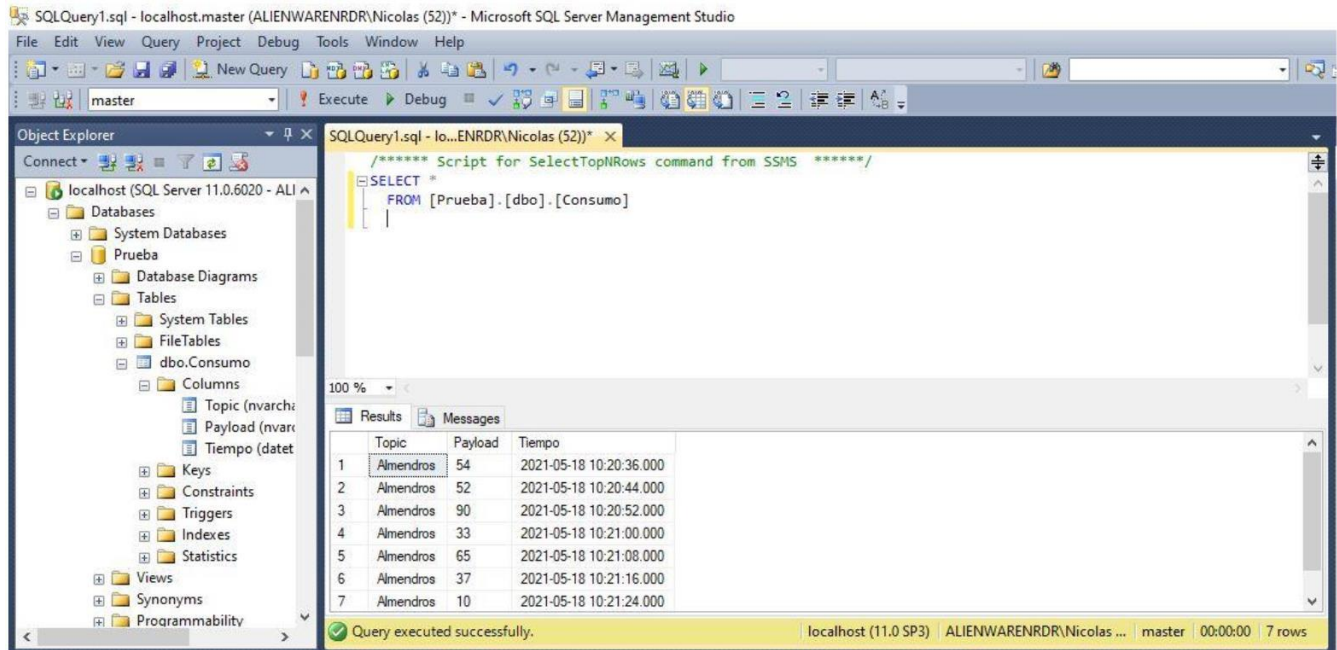 SQLQuery1.sql - localhost.master (ALIENWARENRDR\Nicolas (52))* - Microsoft SQL Server Management Studio
File Edit View Query Project Debug Tools Window Help
New Query
master
Execute Debug
Object Explorer
Connect
localhost (SQL Server 11.0.6020 - ALI
Databases
System Databases
Prueba
Database Diagrams
Tables
System Tables
FileTables
dbo.Consumo
Columns
Topic (nvarcha
Payload (nvarc
Tiempo (datet
Keys
Constraints
Triggers
Indexes
Statistics
Views
Synonyms
Programmability
SQLQuery1.sql - lo...ENRDR\Nicolas (52))*
/****** Script for SelectTopNRows command from SSMS ******/
SELECT *
FROM [Prueba].[dbo].[Consumo]
100 %
Results Messages
Topic Payload Tiempo
1 Almendros 54 2021-05-18 10:20:36.000
2 Almendros 52 2021-05-18 10:20:44.000
3 Almendros 90 2021-05-18 10:20:52.000
4 Almendros 33 2021-05-18 10:21:00.000
5 Almendros 65 2021-05-18 10:21:08.000
6 Almendros 37 2021-05-18 10:21:16.000
7 Almendros 10 2021-05-18 10:21:24.000
Query executed successfully. localhost (11.0 SP3) ALIENWARENRDR\Nicolas ... master 00:00:00 7 rows